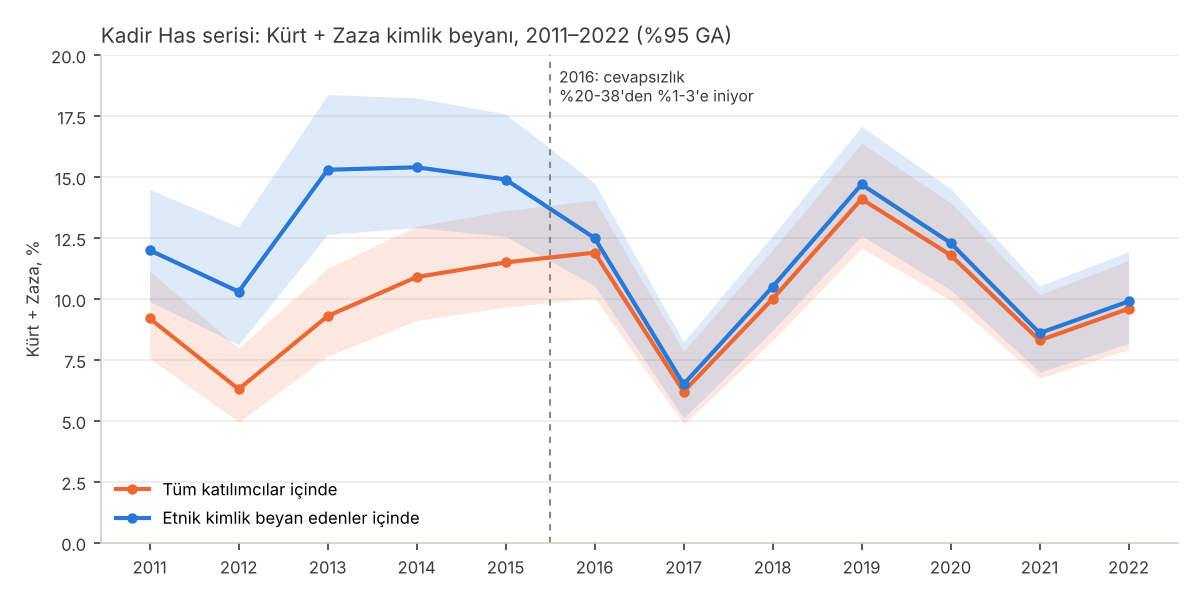 Kadir Has serisi: Kürt + Zaza kimlik beyanı, 2011–2022 (%95 GA)
20.0
17.5
15.0
12.5
10.0
7.5
5.0
2.5
0.0
Kürt + Zaza, %
2016: cevapsızlık
%20-38'den %1-3'e iniyor
Tüm katılımcılar içinde
Etnik kimlik beyan edenler içinde
2011 2012 2013 2014 2015 2016 2017 2018 2019 2020 2021 2022